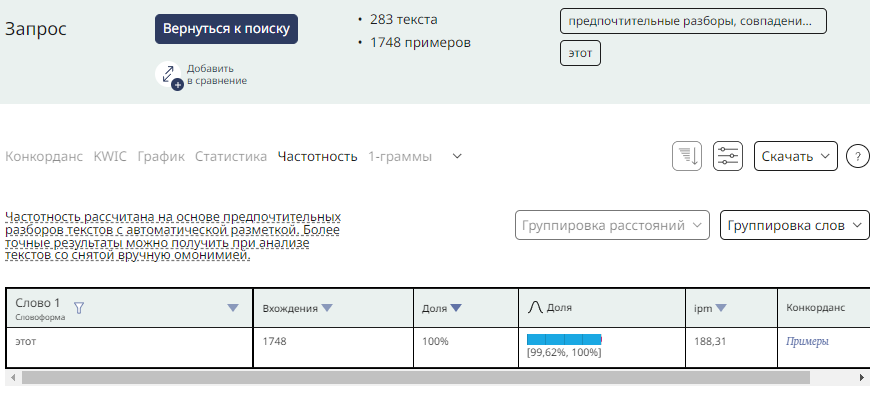 Запрос
Вернуться к поиску
Добавить
в сравнение
• 283 текста
• 1748 примеров
предпочтительные разборы, совпадени...
этот
Конкорданс KWIC График Статистика Частотность 1-граммы
Скачать
?
Частотность рассчитана на основе предпочтительных
разборов текстов с автоматической разметкой. Более
точные результаты можно получить при анализе
текстов со снятой вручную омонимией.
Группировка расстояний
Группировка слов
Слово 1
Словоформа
Вхождения Доля Доля ipm Конкорданс
этот 1748 100% [99,62%, 100%] 188,31 Примеры